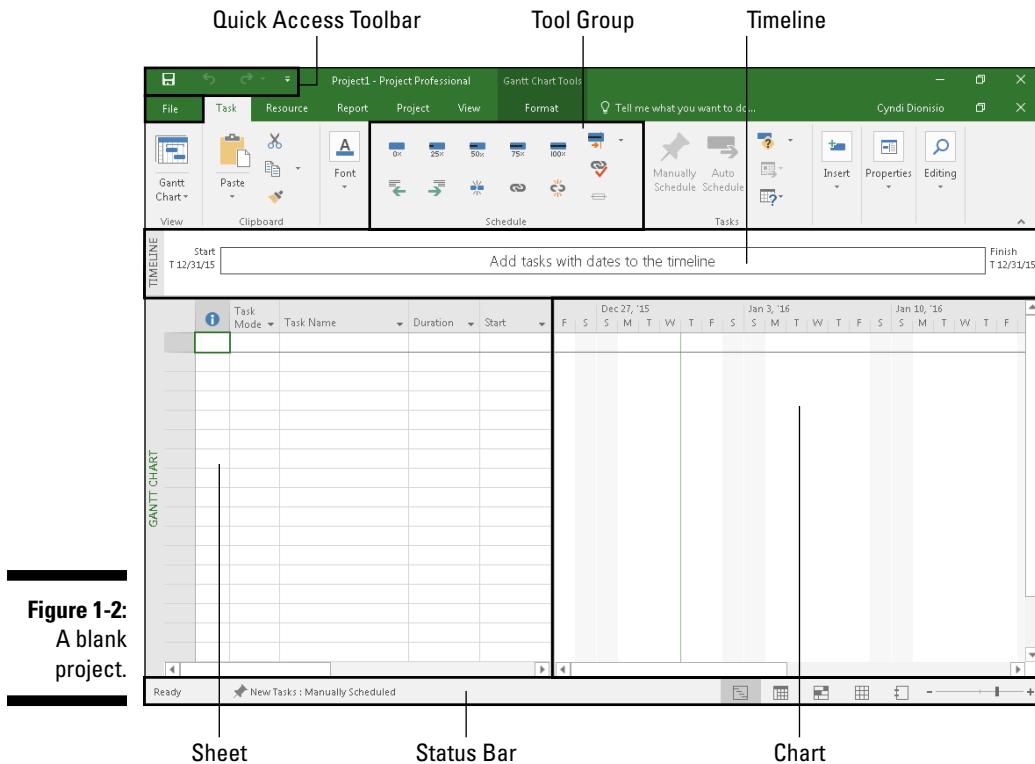 Quick Access Toolbar Tool Group Timeline
Project1 - Project Professional Gantt Chart Tools
File Task Resource Report Project View Format Tell me what you want to do... Cyndi Dionisio
0× 25× 50× 75× 100×
Gantt Chart Paste Font Manually Schedule Auto Schedule Insert Properties Editing
View Clipboard Schedule Tasks
TIMELINE
Start
T 12/31/15
Add tasks with dates to the timeline
Finish
T 12/31/15
Task Mode Task Name Duration Start
Dec 27, '15 Jan 3, '16 Jan 10, '16
F S S M T W T F S S M T W T F S S M T W T F
GANTT CHART
Ready New Tasks : Manually Scheduled
Figure 1-2:
A blank
project.
Sheet Status Bar Chart